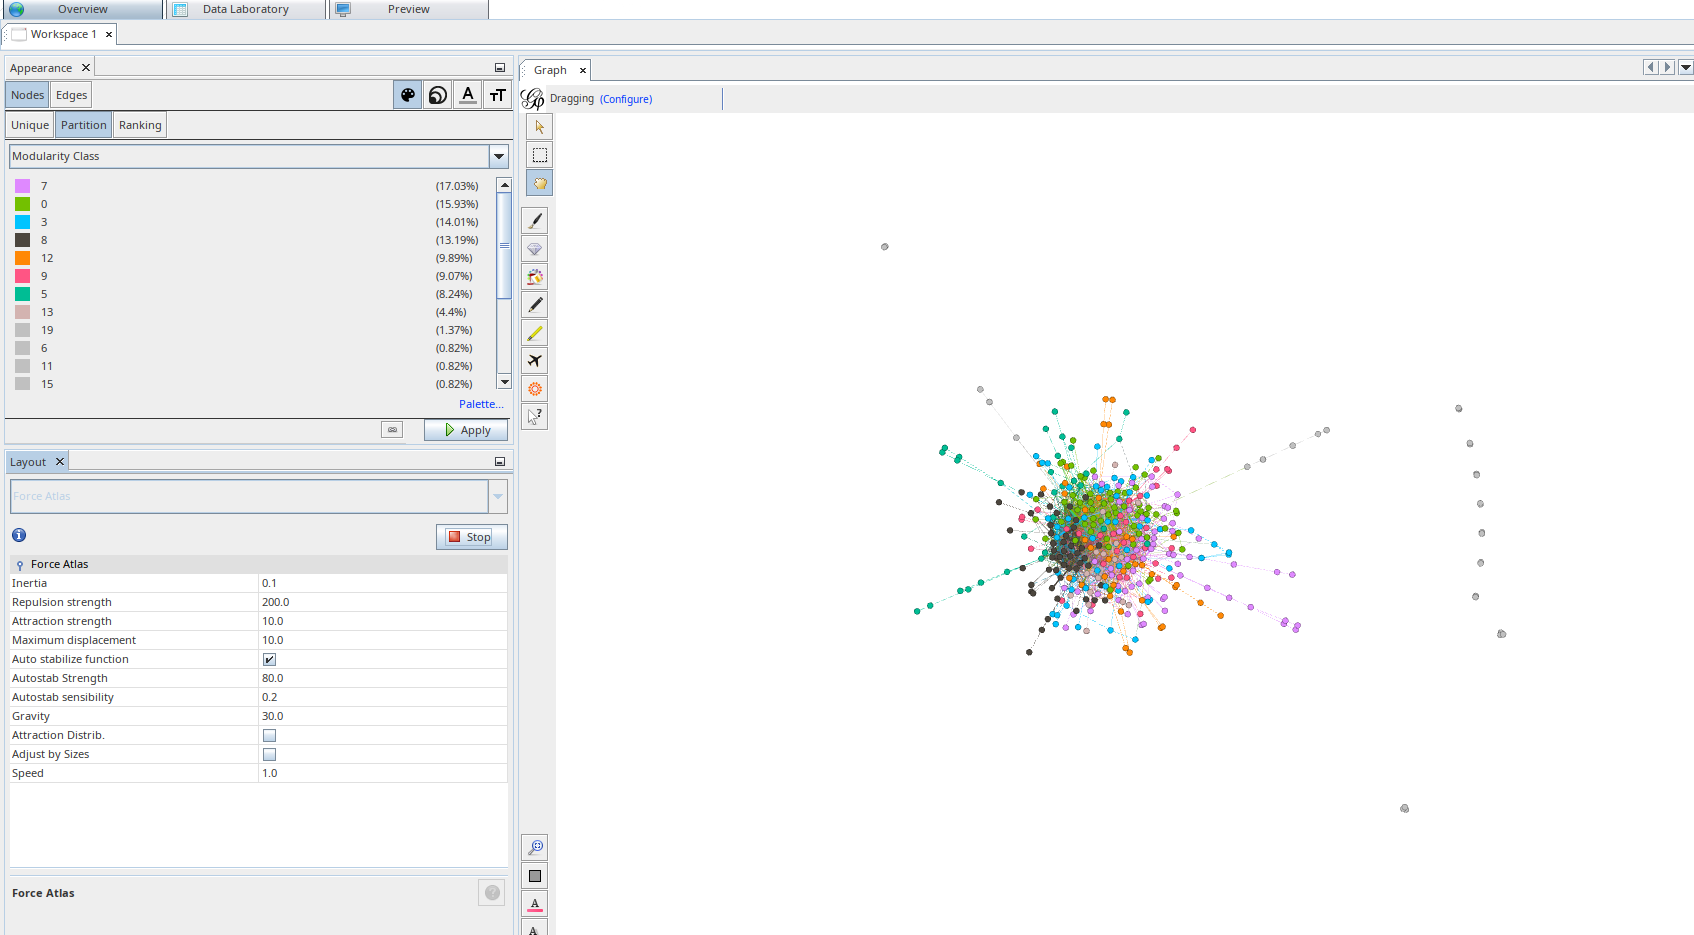 Overview Data Laboratory Preview
Workspace 1
Appearance
Nodes Edges
Unique Partition Ranking
Modularity Class
7 (17.03%)
0 (15.93%)
3 (14.01%)
8 (13.19%)
12 (9.89%)
9 (9.07%)
5 (8.24%)
13 (4.4%)
19 (1.37%)
6 (0.82%)
11 (0.82%)
15 (0.82%)
Palette...
Apply
Layout
Force Atlas
Stop
Force Atlas
Inertia 0.1
Repulsion strength 200.0
Attraction strength 10.0
Maximum displacement 10.0
Auto stabilize function
Autostab Strength 80.0
Autostab sensibility 0.2
Gravity 30.0
Attraction Distrib.
Adjust by Sizes
Speed 1.0
Force Atlas
Graph
Dragging (Configure)